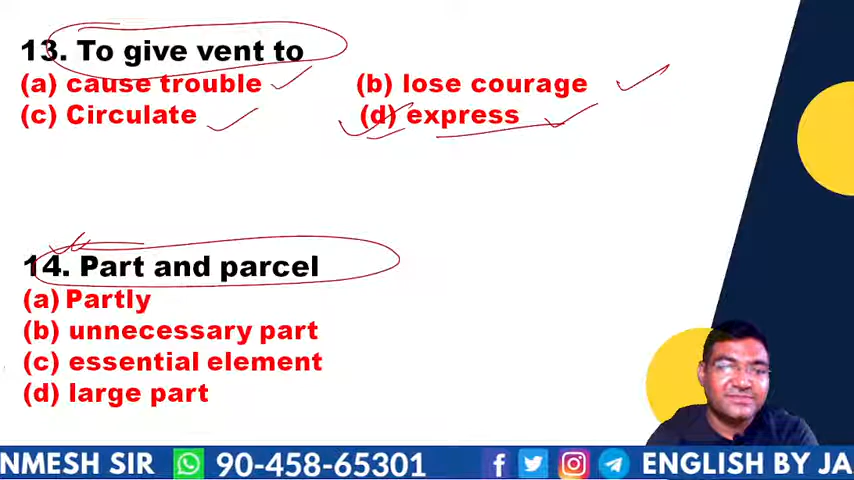 13. To give vent to
(a) cause trouble (b) lose courage
(c) Circulate (d) express
14. Part and parcel
(a) Partly
(b) unnecessary part
(c) essential element
(d) large part
NMESH SIR 90-458-65301 ENGLISH BY JA